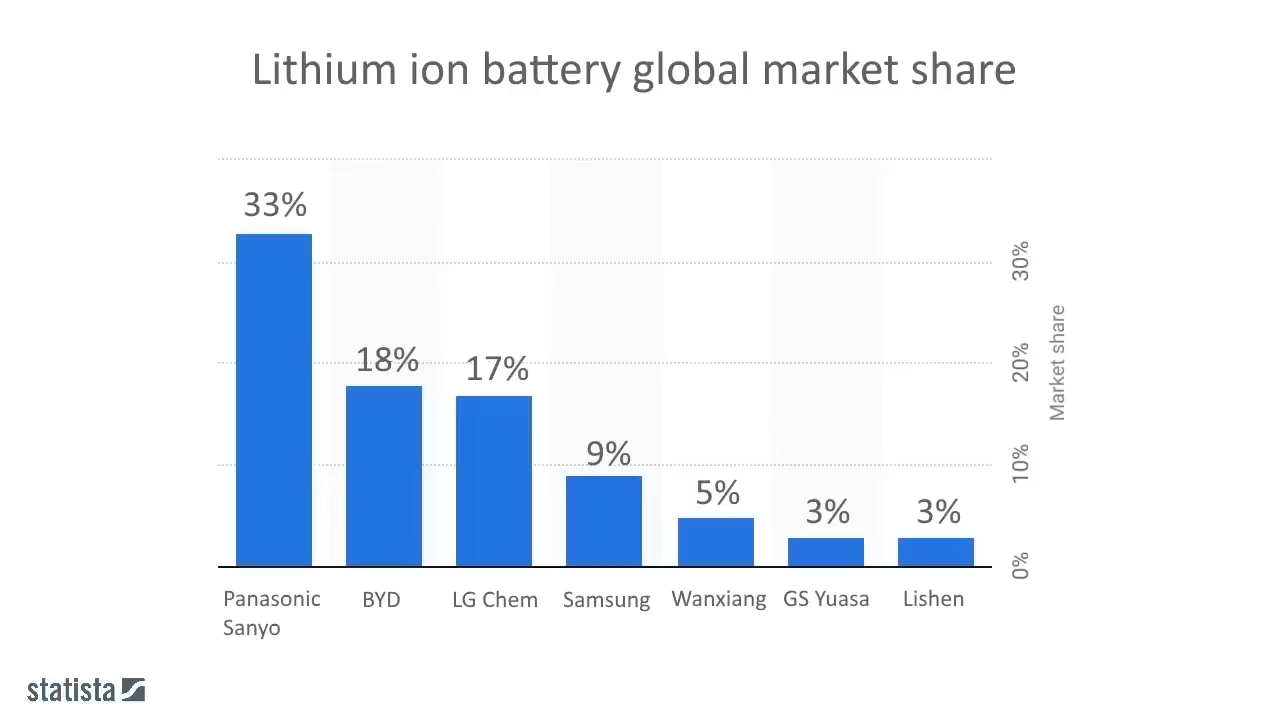 Lithium ion battery global market share
33%
18%
17%
9%
5%
3%
3%
30%
20%
10%
0%
Market share
Panasonic Sanyo
BYD
LG Chem
Samsung
Wanxiang
GS Yuasa
Lishen
statista